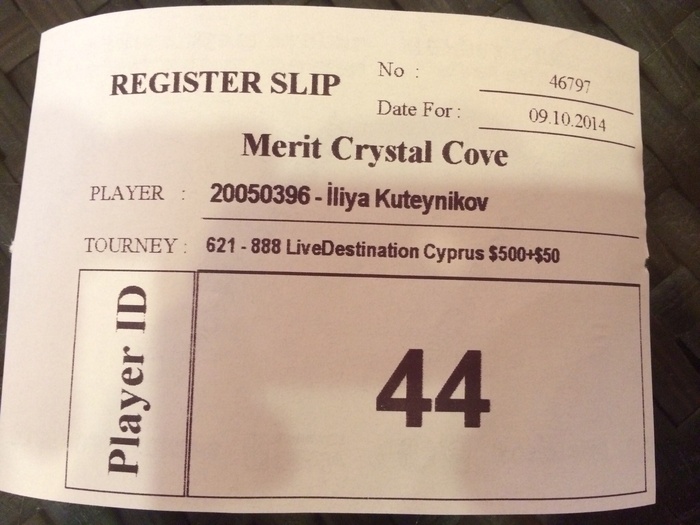 REGISTER SLIP
No : 46797
Date For : 09.10.2014
Merit Crystal Cove
PLAYER : 20050396 - İliya Kuteynikov
TOURNEY : 621 - 888 LiveDestination Cyprus $500+$50
Player ID
44